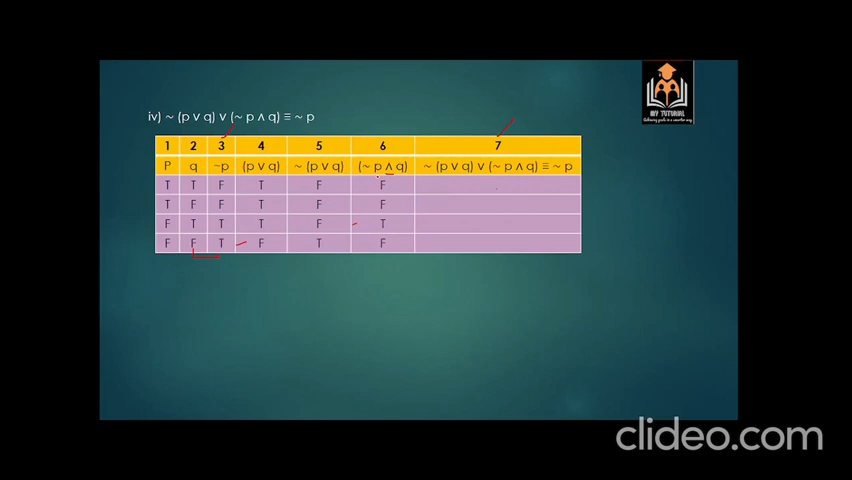 MY TUTORIAL
iv) ~ (p v q) v (~ p ʌ q) ≡ ~ p
1 2 3 4 5 6 7
P q ~p (p v q) ~ (p v q) (~ p ʌ q) ~ (p v q) v (~ p ʌ q) ≡ ~ p
T T F T F F
T F F T F F
F T T T F T
F F T F T F
clideo.com